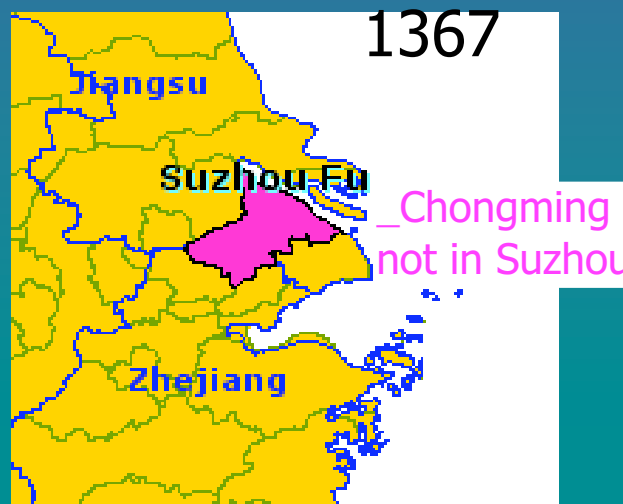 1367
Jiangsu
Suzhou Fu
_Chongming
not in Suzhou
Zhejiang